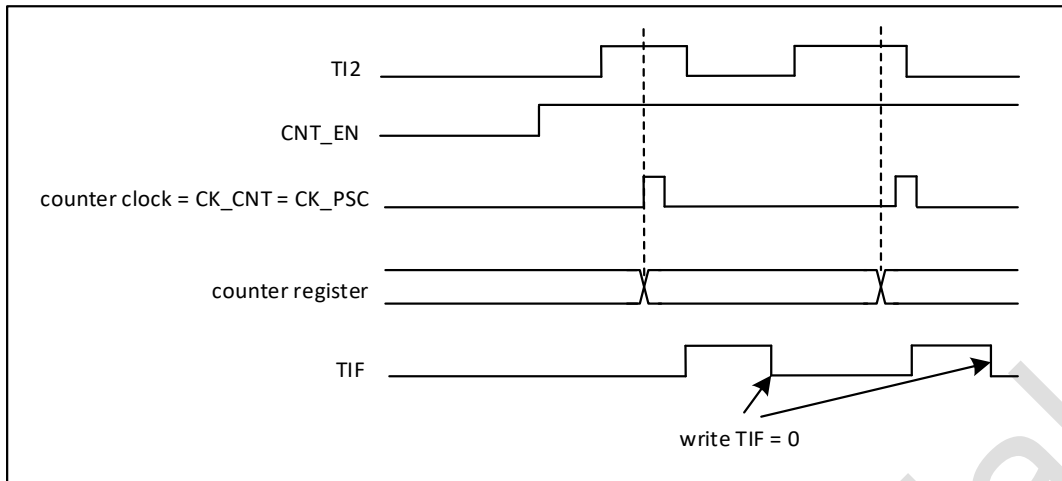 TI2
CNT_EN
counter clock = CK_CNT = CK_PSC
counter register
TIF
write TIF = 0